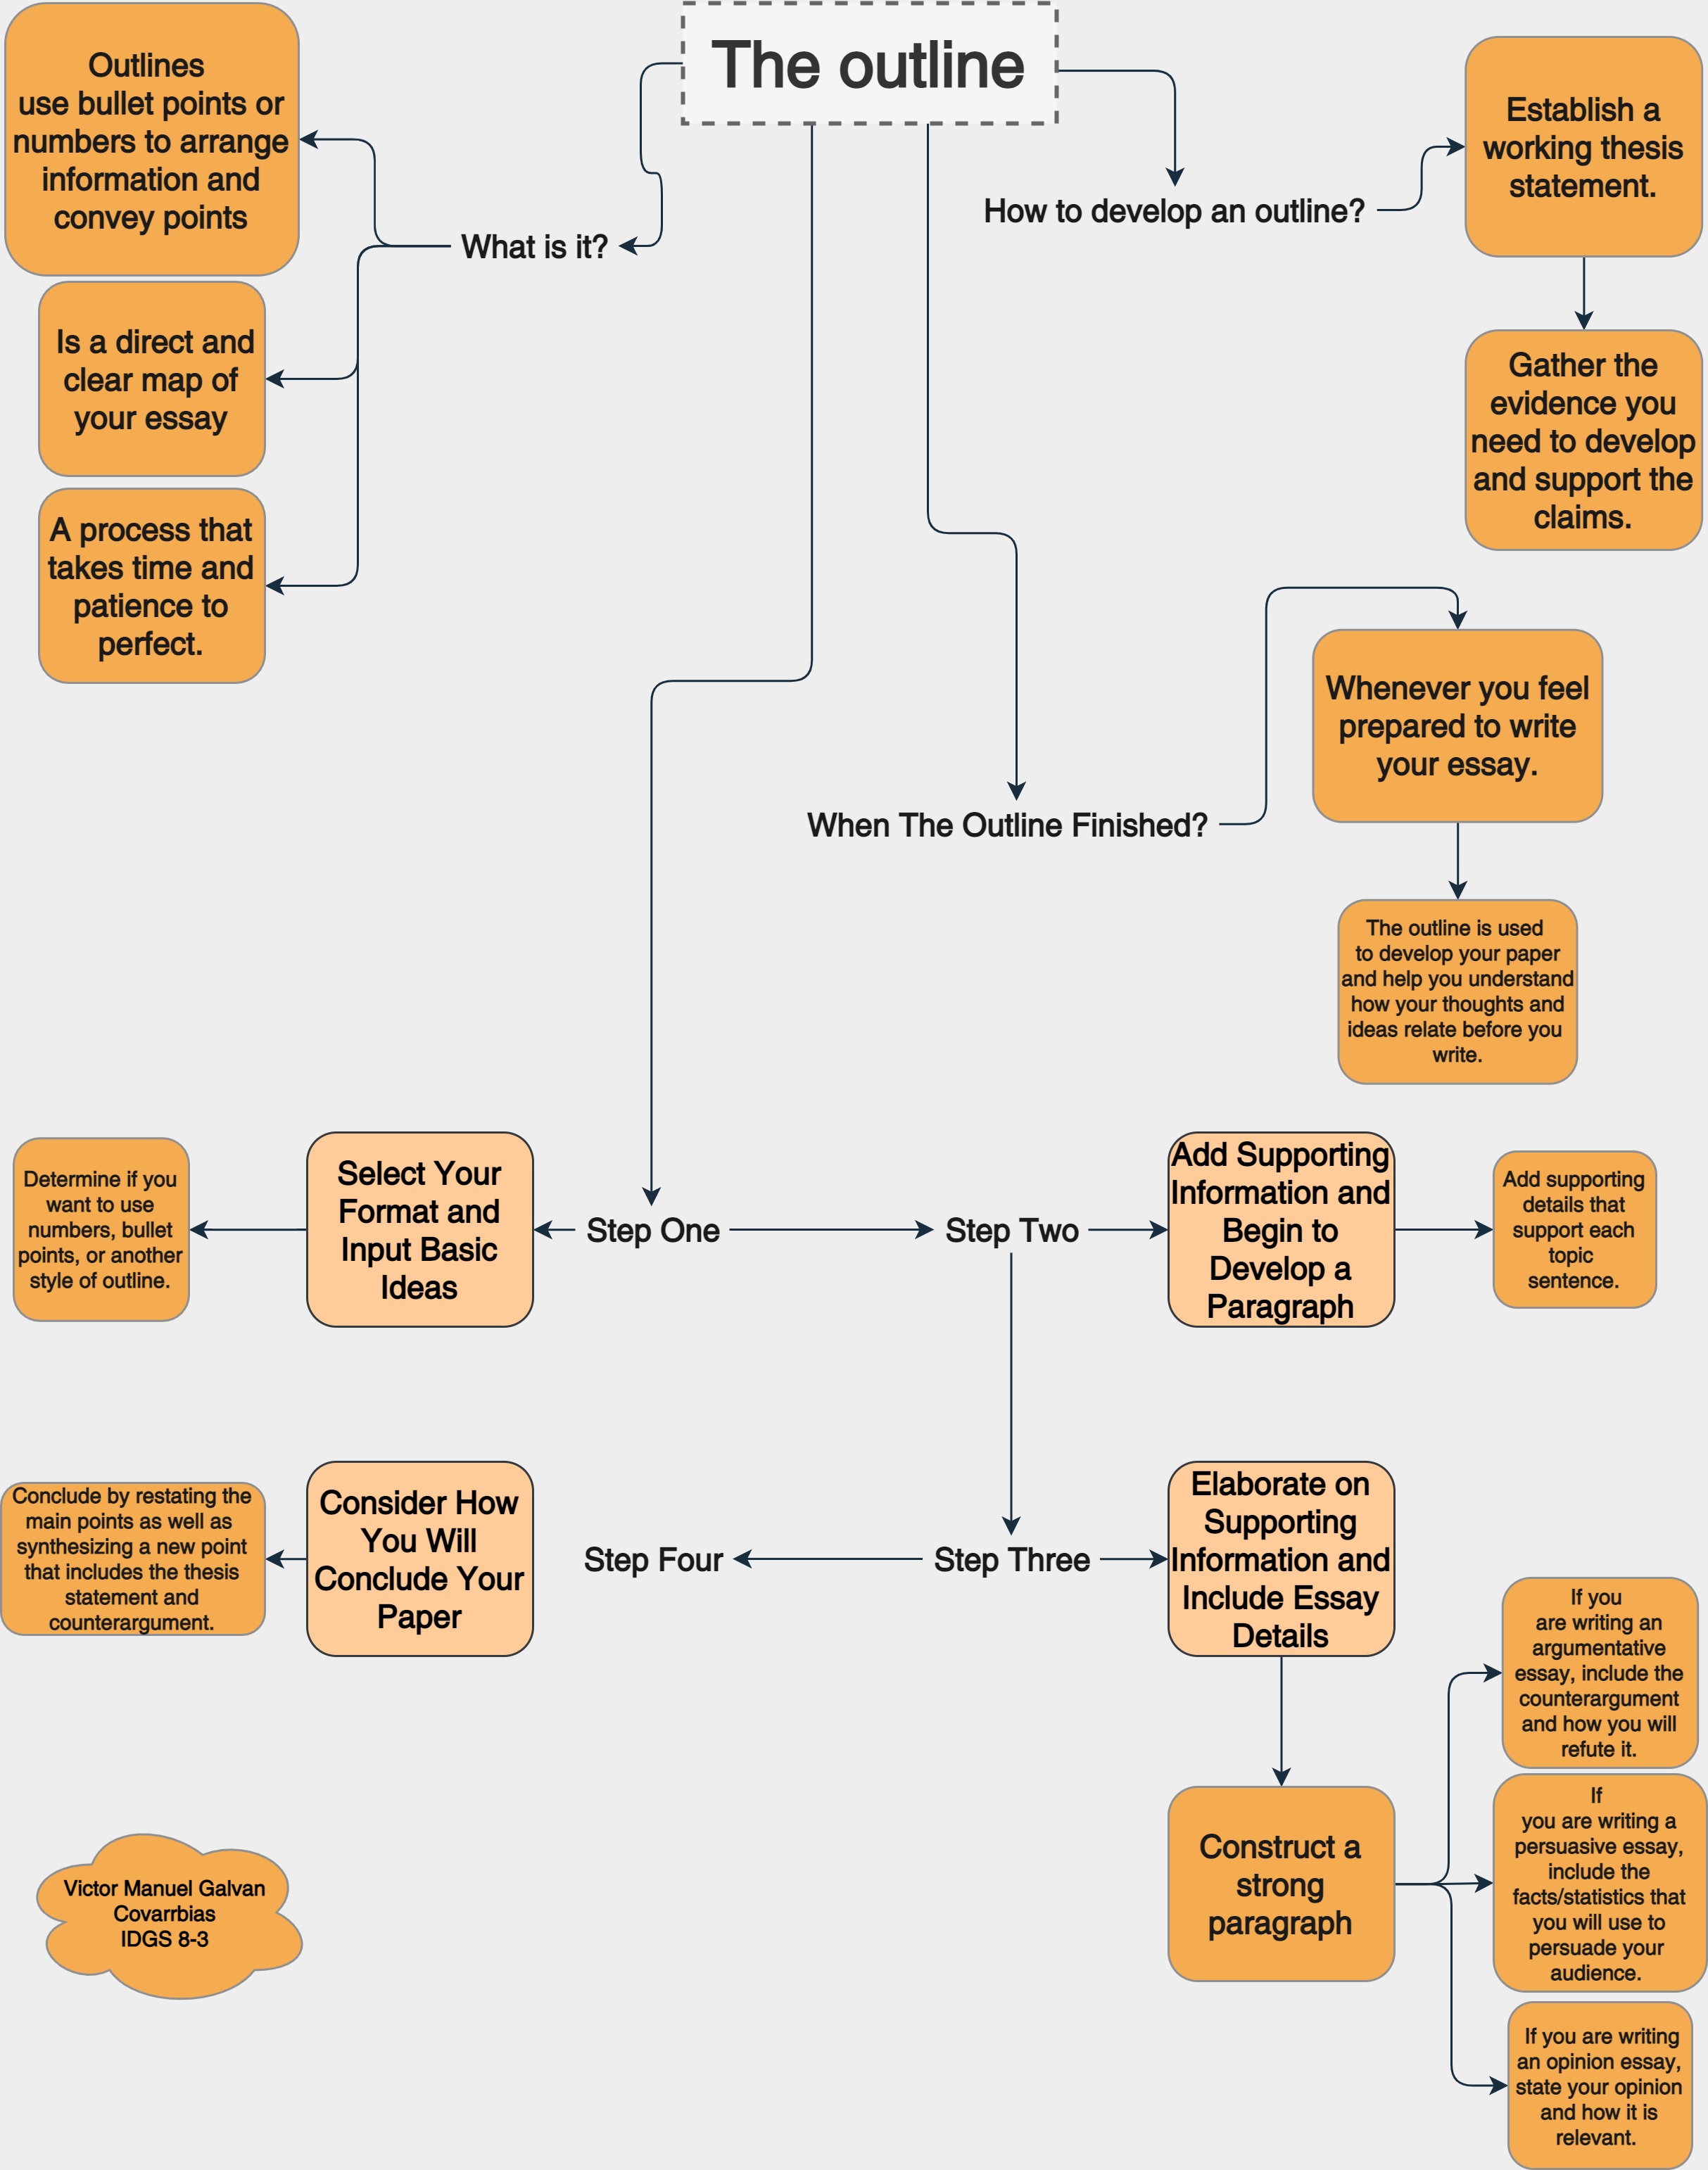 The outline
Outlines
use bullet points or
numbers to arrange
information and
convey points
What is it?
Is a direct and
clear map of
your essay
A process that
takes time and
patience to
perfect.
How to develop an outline?
Establish a
working thesis
statement.
Gather the
evidence you
need to develop
and support the
claims.
When The Outline Finished?
Whenever you feel
prepared to write
your essay.
The outline is used
to develop your paper
and help you understand
how your thoughts and
ideas relate before you
write.
Step One
Select Your
Format and
Input Basic
Ideas
Determine if you
want to use
numbers, bullet
points, or another
style of outline.
Step Two
Add Supporting
Information and
Begin to
Develop a
Paragraph
Add supporting
details that
support each
topic
sentence.
Step Three
Elaborate on
Supporting
Information and
Include Essay
Details
Construct a
strong
paragraph
If you
are writing an
argumentative
essay, include the
counterargument
and how you will
refute it.
If
you are writing a
persuasive essay,
include the
facts/statistics that
you will use to
persuade your
audience.
If you are writing
an opinion essay,
state your opinion
and how it is
relevant.
Step Four
Consider How
You Will
Conclude Your
Paper
Conclude by restating the
main points as well as
synthesizing a new point
that includes the thesis
statement and
counterargument.
Victor Manuel Galvan
Covarrbias
IDGS 8-3